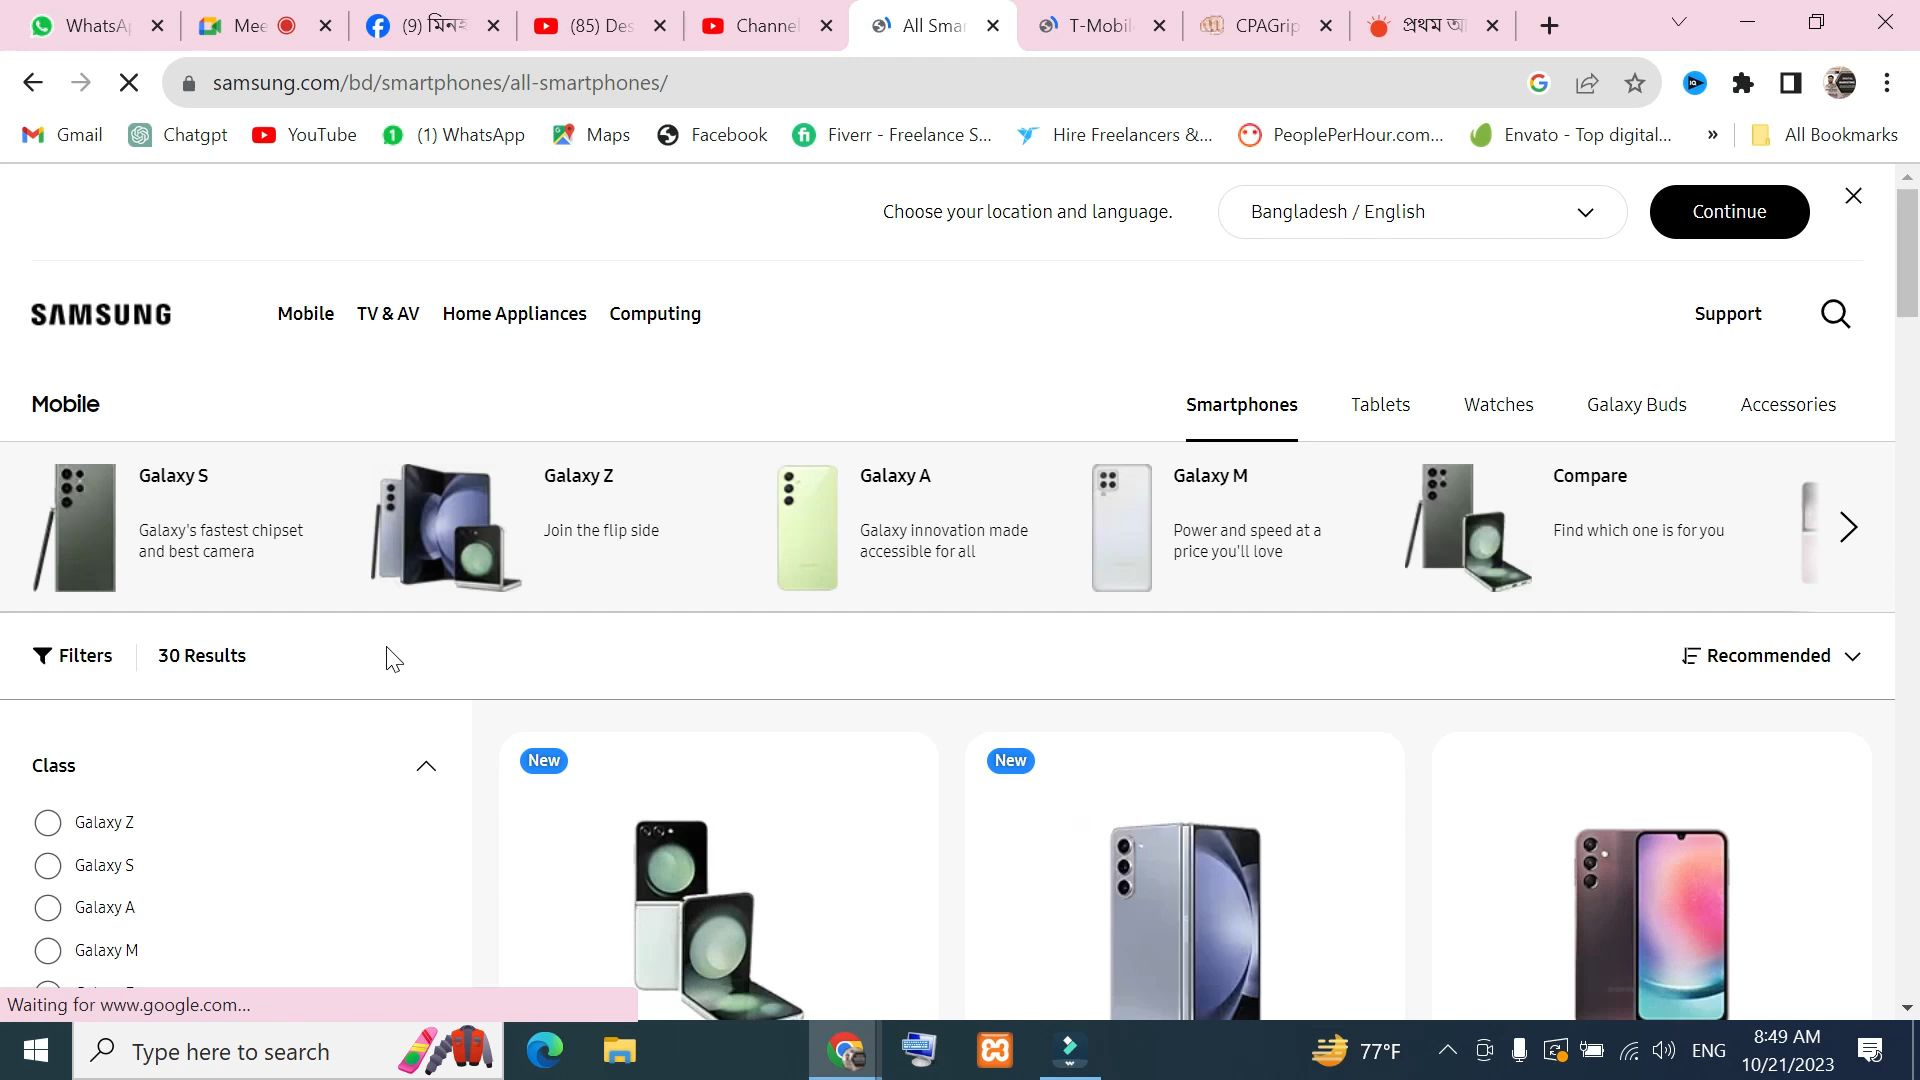 WhatsA
Mee
(9) মিনহ
(85) Des
Channel
All Smar
T-Mobil
CPAGrip
প্রথম আ
samsung.com/bd/smartphones/all-smartphones/
Gmail
Chatgpt
YouTube
(1) WhatsApp
Maps
Facebook
Fiverr - Freelance S...
Hire Freelancers &...
PeoplePerHour.com...
Envato - Top digital...
»
All Bookmarks
Choose your location and language.
Bangladesh / English
Continue
SAMSUNG
Mobile
TV & AV
Home Appliances
Computing
Support
Mobile
Smartphones
Tablets
Watches
Galaxy Buds
Accessories
Galaxy S
Galaxy's fastest chipset
and best camera
Galaxy Z
Join the flip side
Galaxy A
Galaxy innovation made
accessible for all
Galaxy M
Power and speed at a
price you'll love
Compare
Find which one is for you
Filters
30 Results
Recommended
Class
Galaxy Z
Galaxy S
Galaxy A
Galaxy M
New
New
Waiting for www.google.com...
Type here to search
77°F
ENG
8:49 AM
10/21/2023